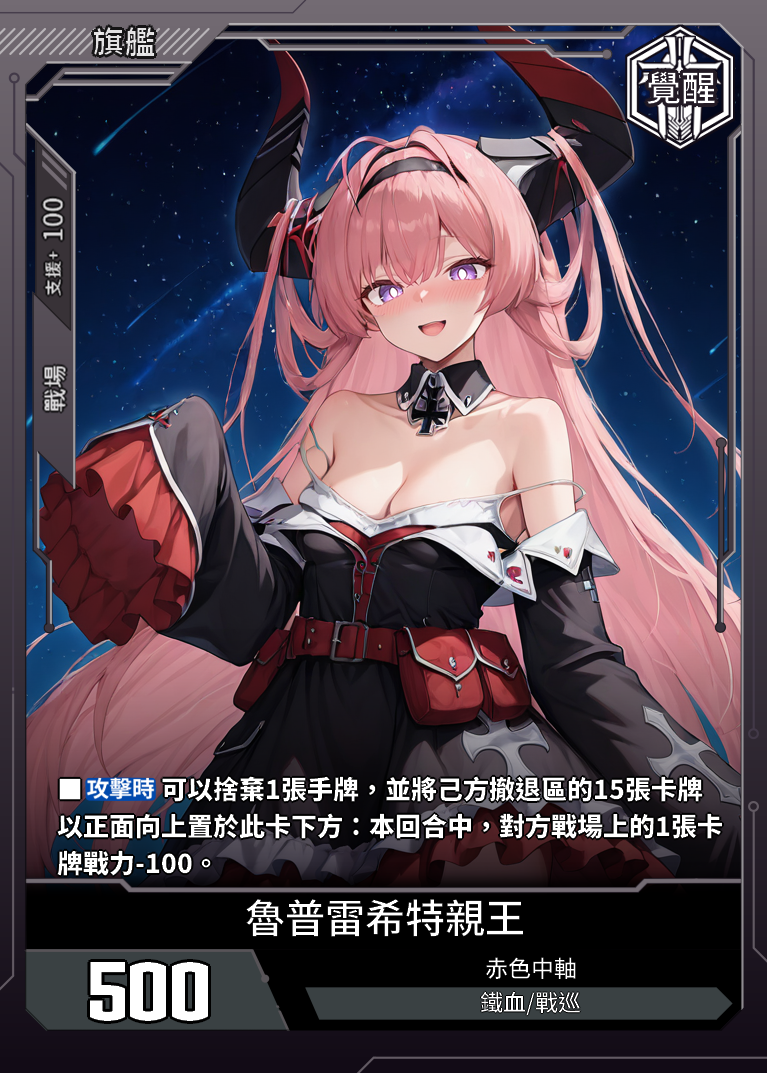 旗艦
覺醒
支援+ 100
戰場
■ 攻擊時 可以捨棄1張手牌，並將己方撤退區的15張卡牌
以正面向上置於此卡下方：本回合中，對方戰場上的1張卡
牌戰力-100。
魯普雷希特親王
500
赤色中軸
鐵血/戰巡